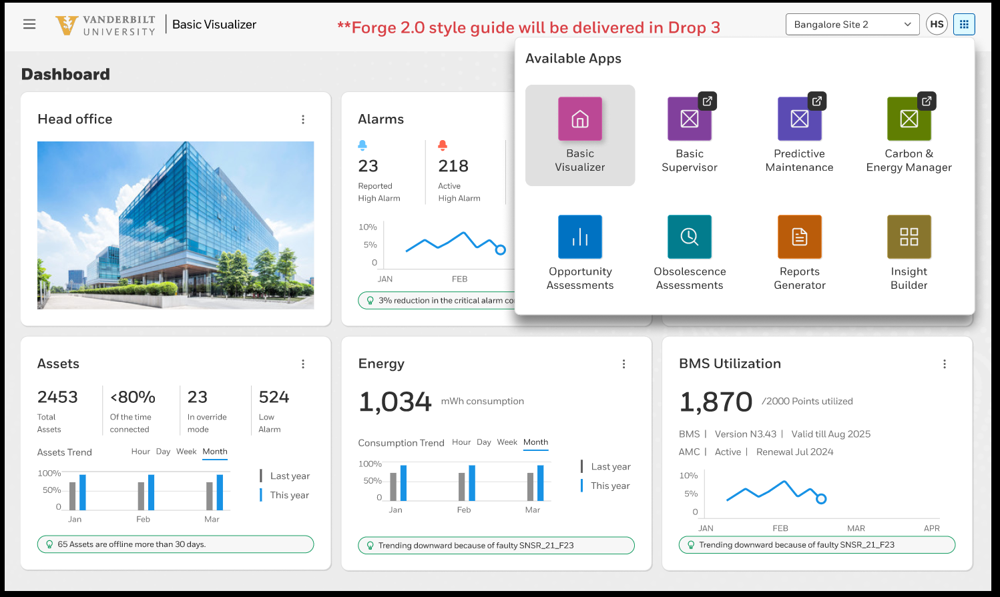 VANDERBILT
UNIVERSITY
Basic Visualizer
**Forge 2.0 style guide will be delivered in Drop 3
Bangalore Site 2
HS
Dashboard
Available Apps
Basic
Visualizer
Basic
Supervisor
Predictive
Maintenance
Carbon &
Energy Manager
Opportunity
Assessments
Obsolescence
Assessments
Reports
Generator
Insight
Builder
Head office
Alarms
23
Reported
High Alarm
218
Active
High Alarm
10%
5%
0
JAN FEB
3% reduction in the critical alarm
Assets
2453
Total
Assets
<80%
Of the time
connected
23
In override
mode
524
Low
Alarm
Assets Trend Hour Day Week Month
100%
50%
0
Jan Feb Mar
Last year
This year
65 Assets are offline more than 30 days.
Energy
1,034 mWh consumption
Consumption Trend Hour Day Week Month
100%
50%
0
Jan Feb Mar
Last year
This year
Trending downward because of faulty SNSR_21_F23
BMS Utilization
1,870 /2000 Points utilized
BMS | Version N3.43 | Valid till Aug 2025
AMC | Active | Renewal Jul 2024
10%
5%
0
JAN FEB MAR APR
Trending downward because of faulty SNSR_21_F23